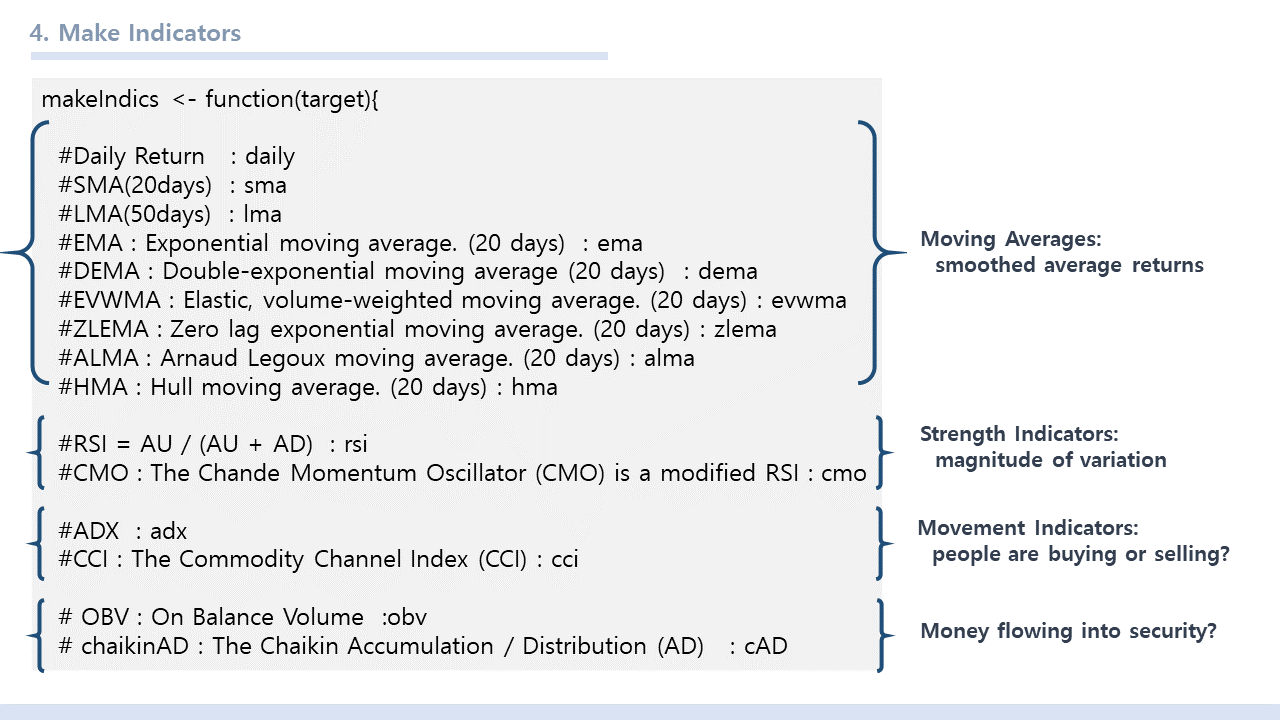 4. Make Indicators
makeIndics <- function(target){
#Daily Return : daily
#SMA(20days) : sma
#LMA(50days) : lma
#EMA : Exponential moving average. (20 days) : ema
#DEMA : Double-exponential moving average (20 days) : dema
#EVWMA : Elastic, volume-weighted moving average. (20 days) : evwma
#ZLEMA : Zero lag exponential moving average. (20 days) : zlema
#ALMA : Arnaud Legoux moving average. (20 days) : alma
#HMA : Hull moving average. (20 days) : hma
Moving Averages:
smoothed average returns
#RSI = AU / (AU + AD) : rsi
#CMO : The Chande Momentum Oscillator (CMO) is a modified RSI : cmo
Strength Indicators:
magnitude of variation
#ADX : adx
#CCI : The Commodity Channel Index (CCI) : cci
Movement Indicators:
people are buying or selling?
# OBV : On Balance Volume :obv
# chaikinAD : The Chaikin Accumulation / Distribution (AD) : cAD
Money flowing into security?